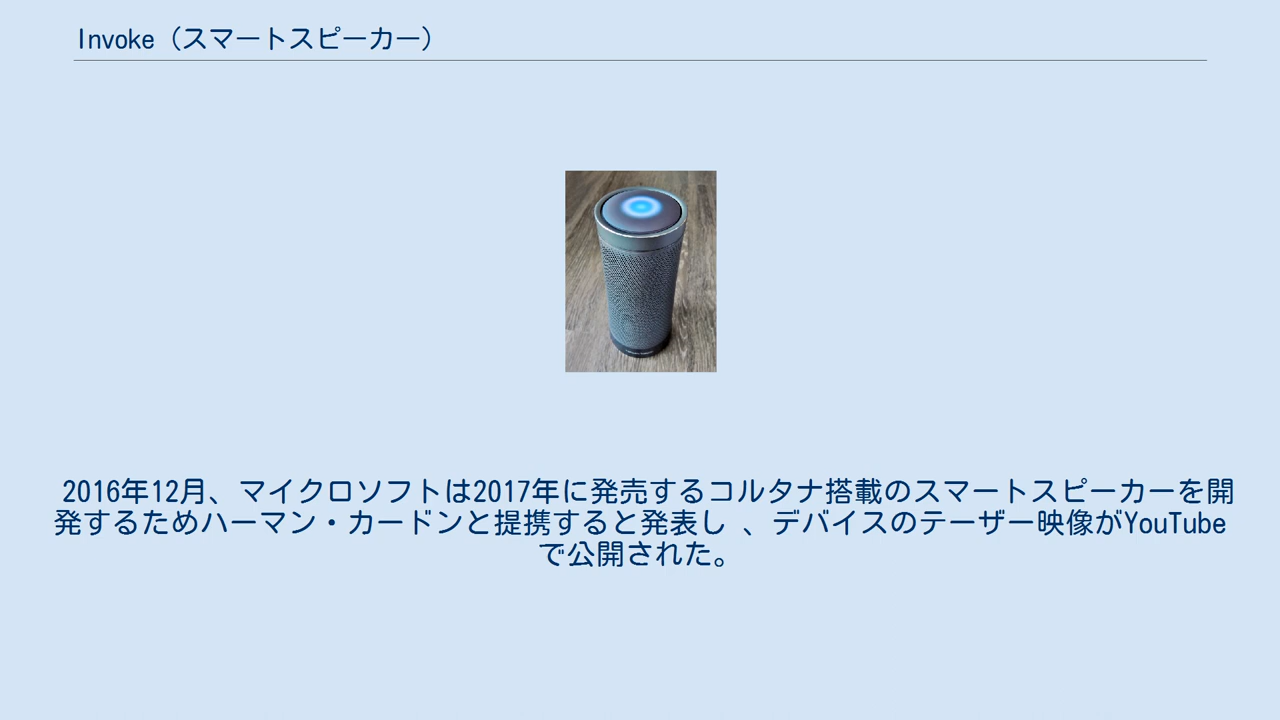 Invoke（スマートスピーカー）
2016年12月、マイクロソフトは2017年に発売するコルタナ搭載のスマートスピーカーを開
発するためハーマン・カードンと提携すると発表し 、デバイスのテーザー映像がYouTube
で公開された。